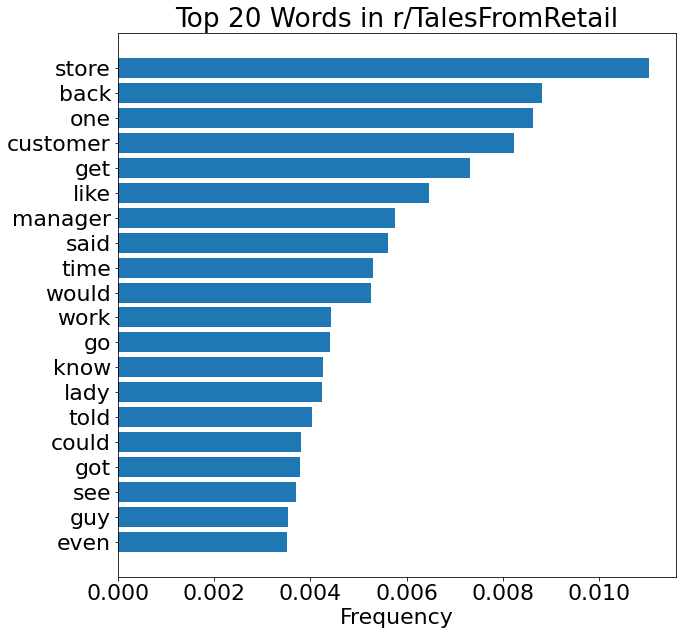 Top 20 Words in r/TalesFromRetail
store
back
one
customer
get
like
manager
said
time
would
work
go
know
lady
told
could
got
see
guy
even
0.000 0.002 0.004 0.006 0.008 0.010
Frequency